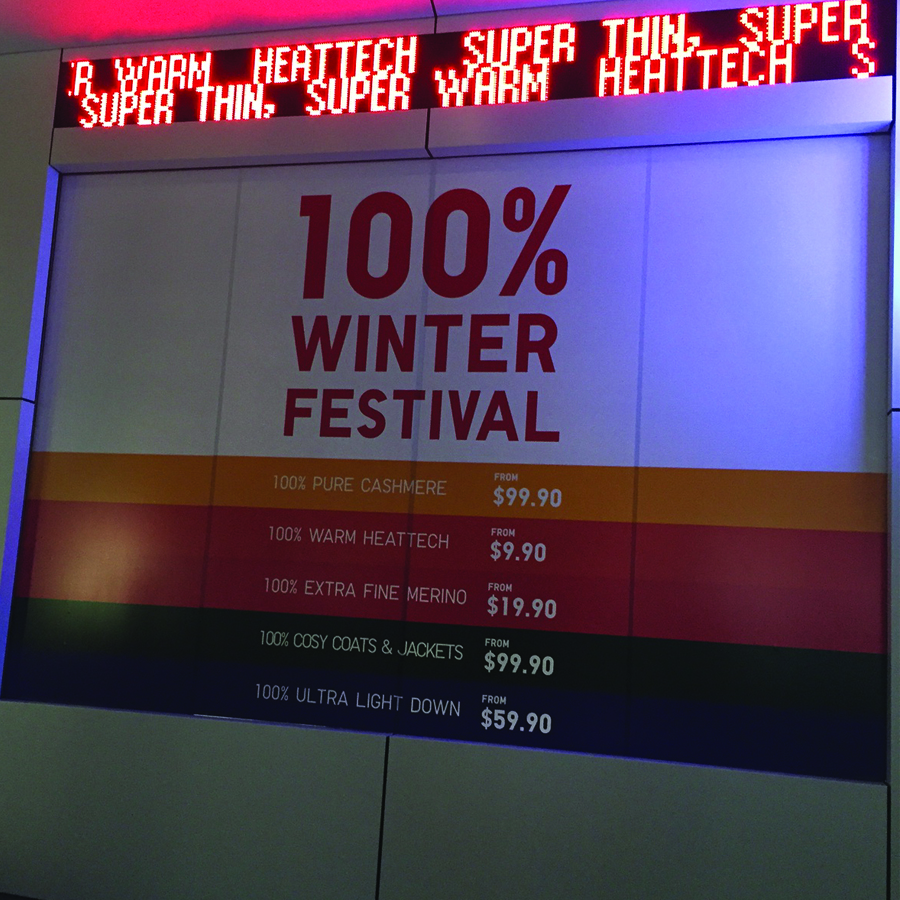 WARM HEATTECH SUPER THIN, SUPER
SUPER THIN, SUPER WARM HEATTECH S
100%
WINTER
FESTIVAL
100% PURE CASHMERE FROM $99.90
100% WARM HEATTECH FROM $9.90
100% EXTRA FINE MERINO FROM $19.90
100% COSY COATS & JACKETS FROM $99.90
100% ULTRA LIGHT DOWN FROM $59.90